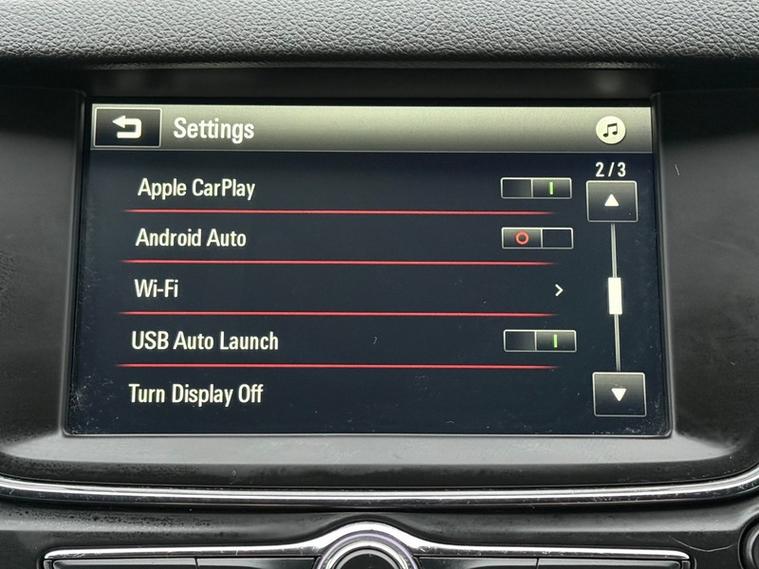 Settings
2/3
Apple CarPlay
Android Auto
Wi-Fi
USB Auto Launch
Turn Display Off